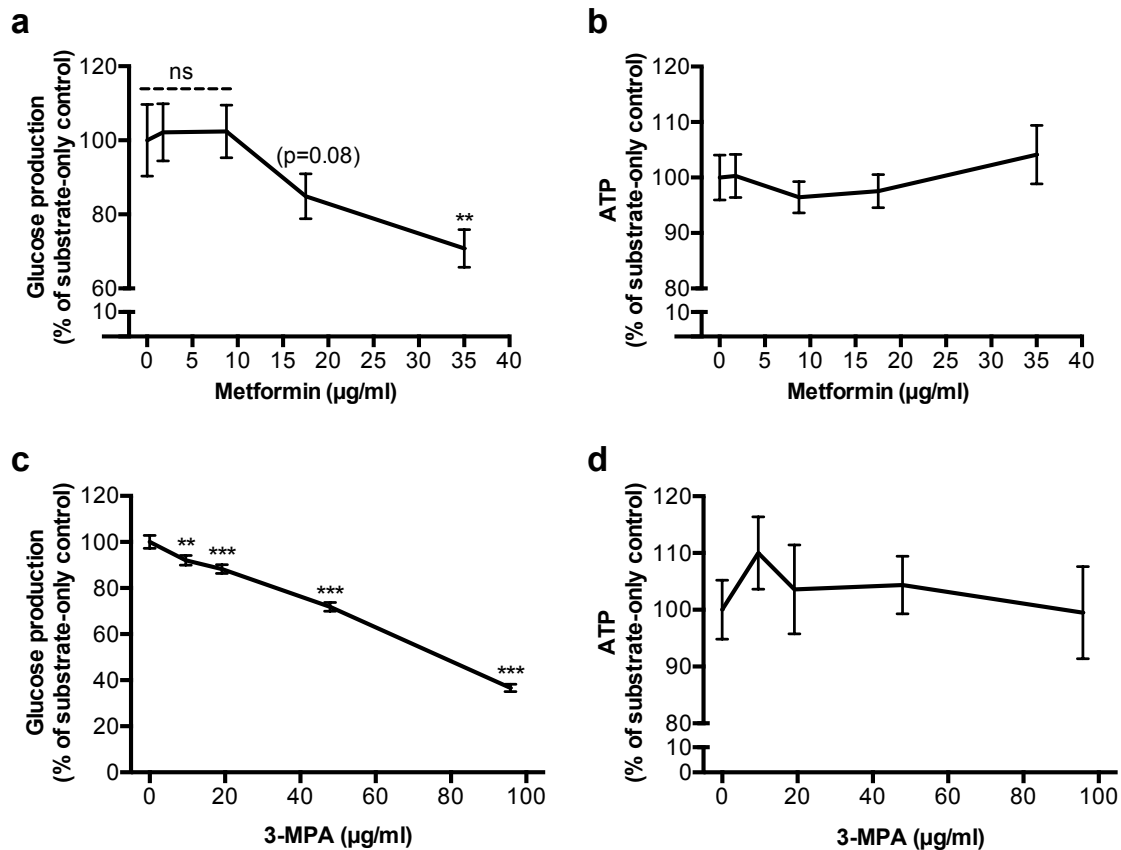 a
Glucose production
(% of substrate-only control)
120
100
80
60
10
ns
(p=0.08)
**
0 5 10 15 20 25 30 35 40
Metformin (µg/ml)
b
ATP
(% of substrate-only control)
120
110
100
90
80
10
0 5 10 15 20 25 30 35 40
Metformin (µg/ml)
c
Glucose production
(% of substrate-only control)
120
100
80
60
40
20
0
**
***
***
***
0 20 40 60 80 100
3-MPA (µg/ml)
d
ATP
(% of substrate-only control)
120
110
100
90
80
10
0
0 20 40 60 80 100
3-MPA (µg/ml)